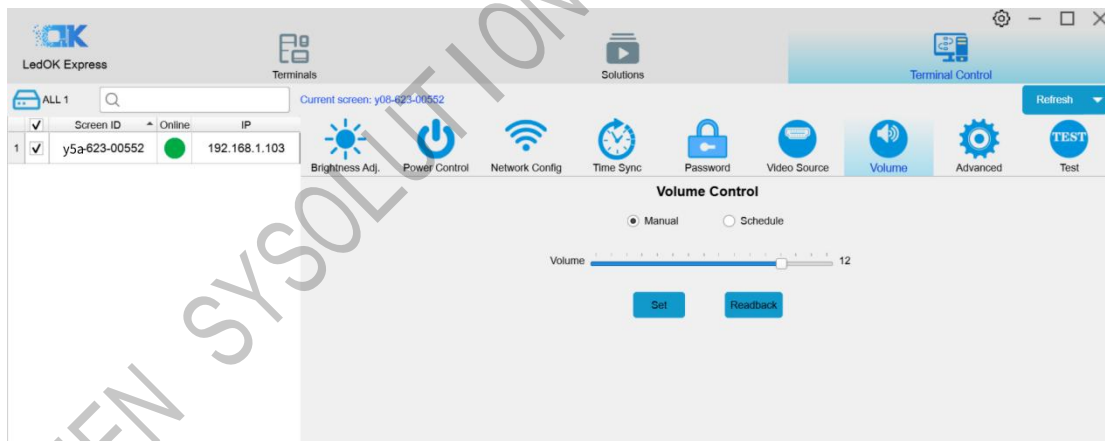 OK
LedOK Express
Terminals
Solutions
Terminal Control
ALL 1
Current screen: y08-623-00552
Refresh
Screen ID Online IP
1 y5a-623-00552 192.168.1.103
Brightness Adj. Power Control Network Config Time Sync Password Video Source Volume Advanced TEST Test
Volume Control
Manual Schedule
Volume 12
Set Readback
EN SYSOLUTION